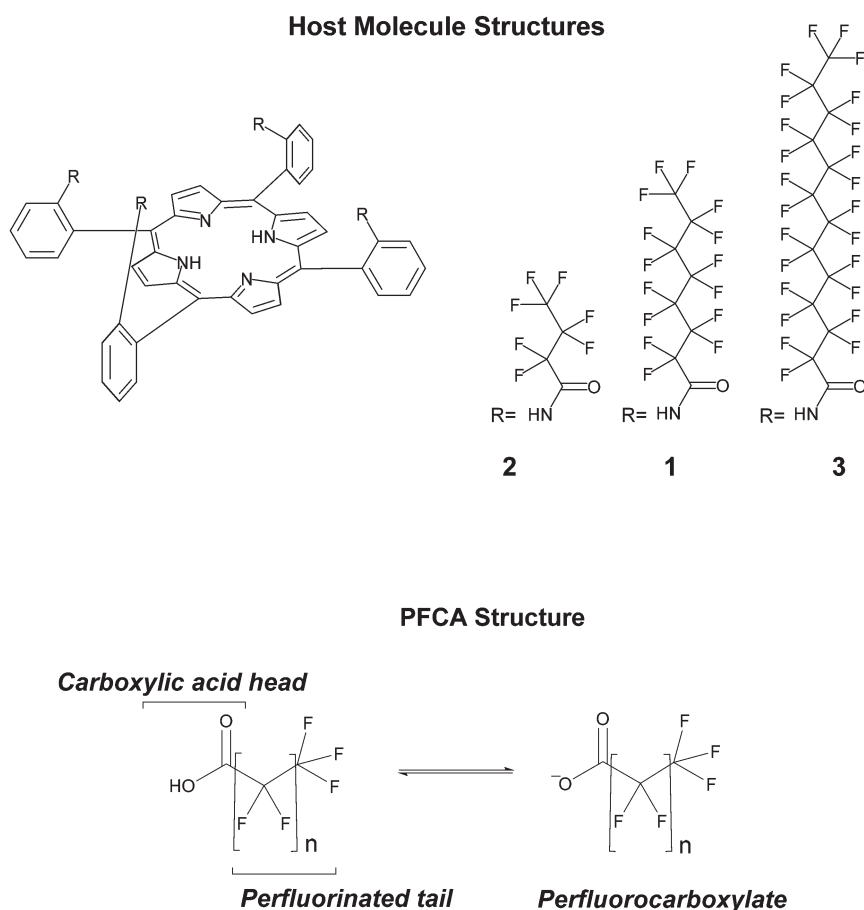 Host Molecule Structures
R
R
R
R
N
HN
NH
N
F F
F F
F F
F
O
R= HN
2
F F
F F
F F
F F
F F
F F
F F
F
O
R= HN
1
F F
F F
F F
F F
F F
F F
F F
F F
F F
F F
F F
F F
F
O
R= HN
3
PFCA Structure
Carboxylic acid head
O F
F
HO F
F F
n
Perfluorinated tail
O F
F
−O F
F F
n
Perfluorocarboxylate